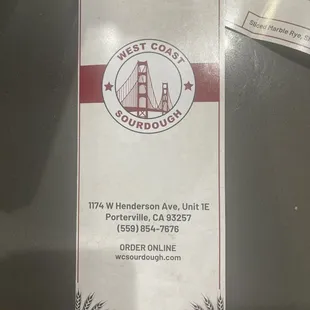 WEST COAST
SOURDOUGH
1174 W Henderson Ave, Unit 1E
Porterville, CA 93257
(559) 854-7676
ORDER ONLINE
wcsourdough.com
Sliced Marble Rye,